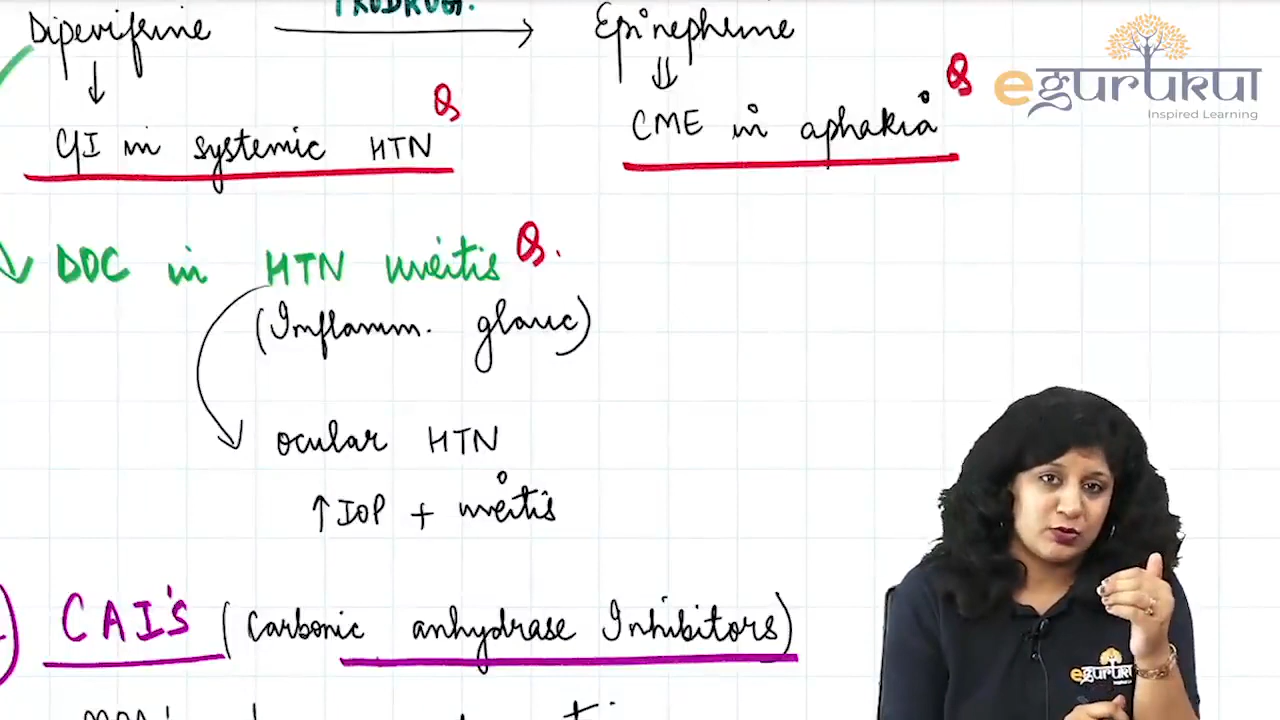 PRODRUG.
Dipevifrine → Epinephrine
↓ ⇓
CI in systemic HTN Q CME in aphakia Q
↓ DOC in HTN uveitis Q.
(Inflamm. glauc)
ocular HTN
↑ IOP + uveitis
CAI's (Carbonic anhydrase Inhibitors)
egurukul
Inspired Learning
egurukul